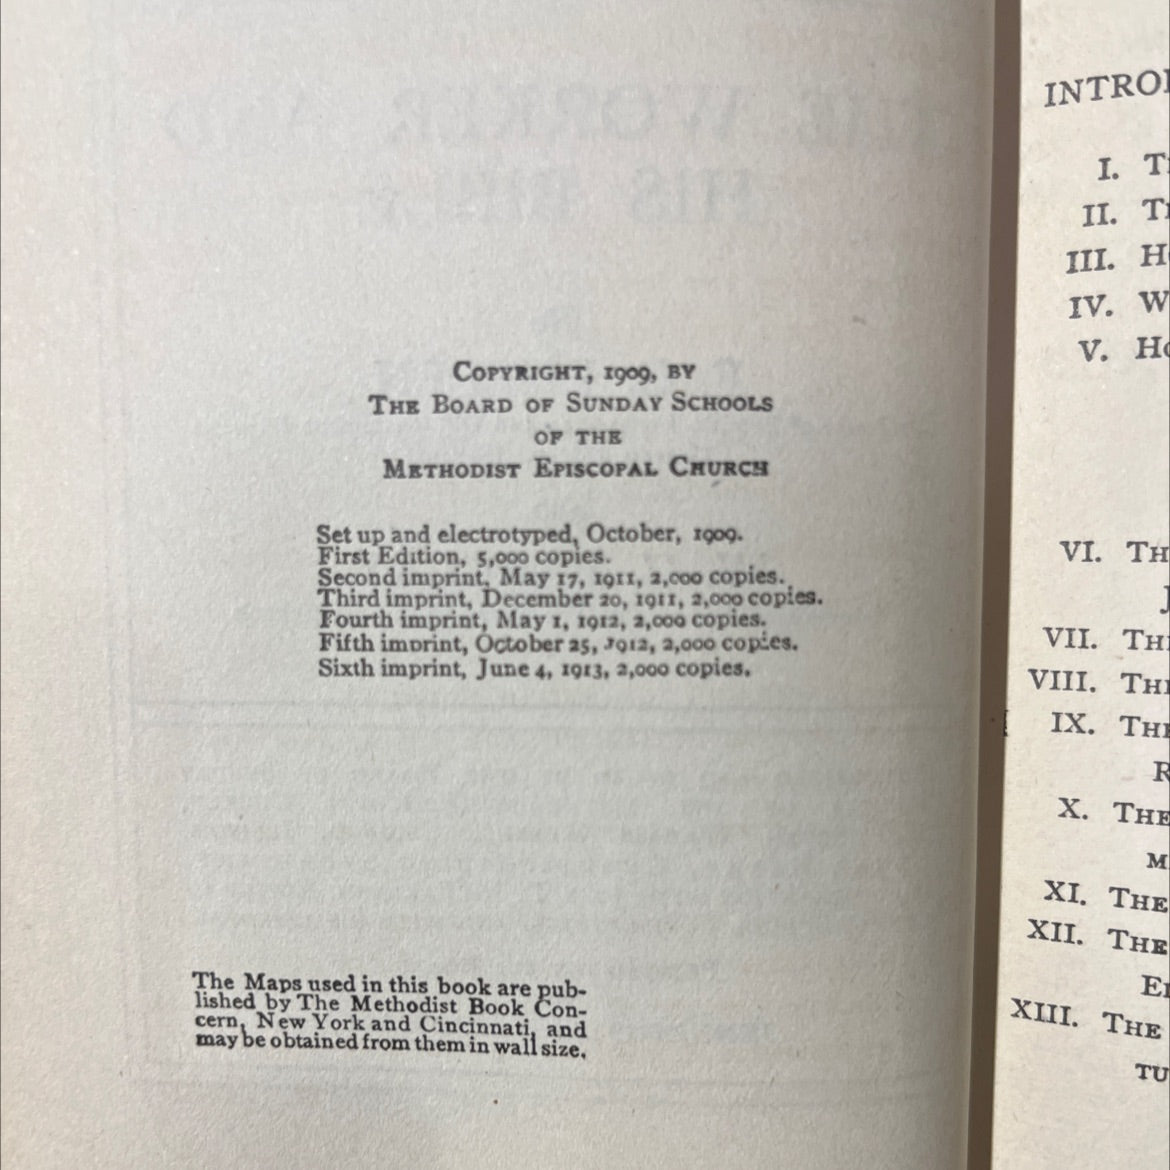 COPYRIGHT, 1909, BY
THE BOARD OF SUNDAY SCHOOLS
OF THE
METHODIST EPISCOPAL CHURCH
Set up and electrotyped, October, 1909.
First Edition, 5,000 copies.
Second imprint, May 17, 1911, 2,000 copies.
Third imprint, December 20, 1911, 2,000 copies.
Fourth imprint, May 1, 1912, 2,000 copies.
Fifth imprint, October 25, 1912, 2,000 copies.
Sixth imprint, June 4, 1913, 2,000 copies.
The Maps used in this book are pub-
lished by The Methodist Book Con-
cern, New York and Cincinnati, and
may be obtained from them in wall size.
I.
II.
III.
IV.
V.
VI.
VII.
VIII.
IX.
X. THE
XI. THE
XII. THE
XIII. THE